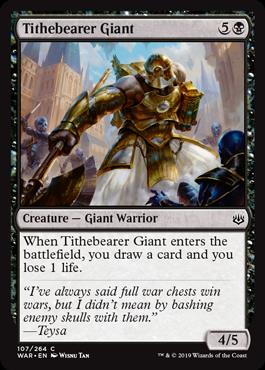 Tithebearer Giant 5
Creature — Giant Warrior
When Tithebearer Giant enters the
battlefield, you draw a card and you
lose 1 life.
“I’ve always said full war chests win
wars, but I didn’t mean by bashing
enemy skulls with them.”
—Teysa
4/5
107/264 C
WAR • EN WISNU TAN
™ & © 2019 Wizards of the Coast